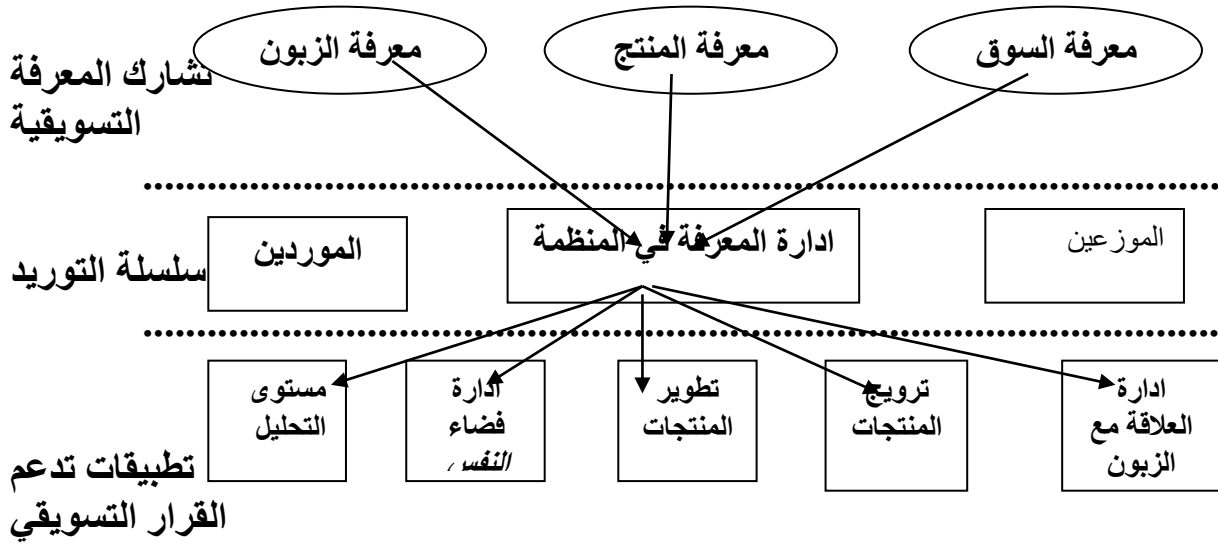 معرفة السوق
معرفة المنتج
معرفة الزبون
تشارك المعرفة
التسويقية
الموزعين
ادارة المعرفة في المنظمة
الموردين
سلسلة التوريد
ادارة
العلاقة مع
الزبون
ترويج
المنتجات
تطوير
المنتجات
ادارة
فضاء
النفس
مستوى
التحليل
تطبيقات تدعم
القرار التسويقي